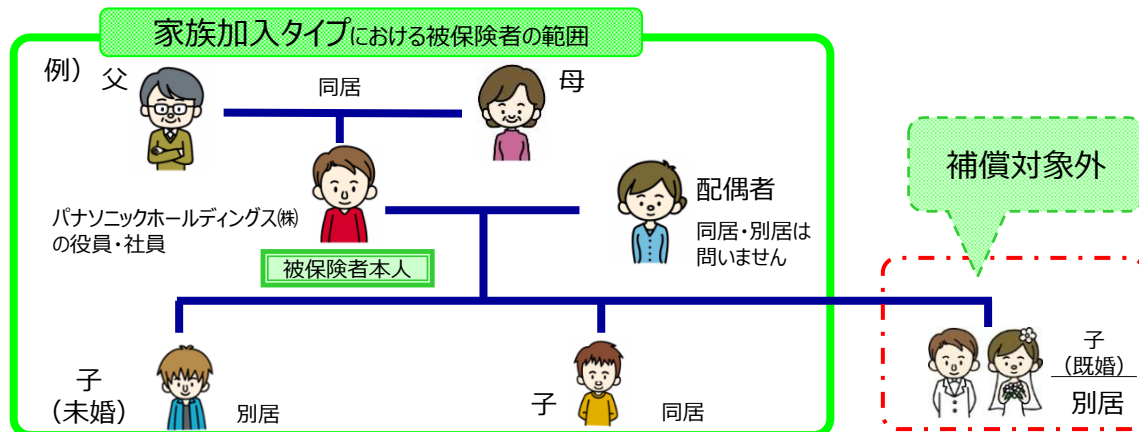 家族加入タイプにおける被保険者の範囲
例）
父
同居
母
補償対象外
パナソニックホールディングス㈱
の役員・社員
配偶者
同居・別居は
問いません
被保険者本人
子
（未婚）
別居
子
同居
子
（既婚）
別居